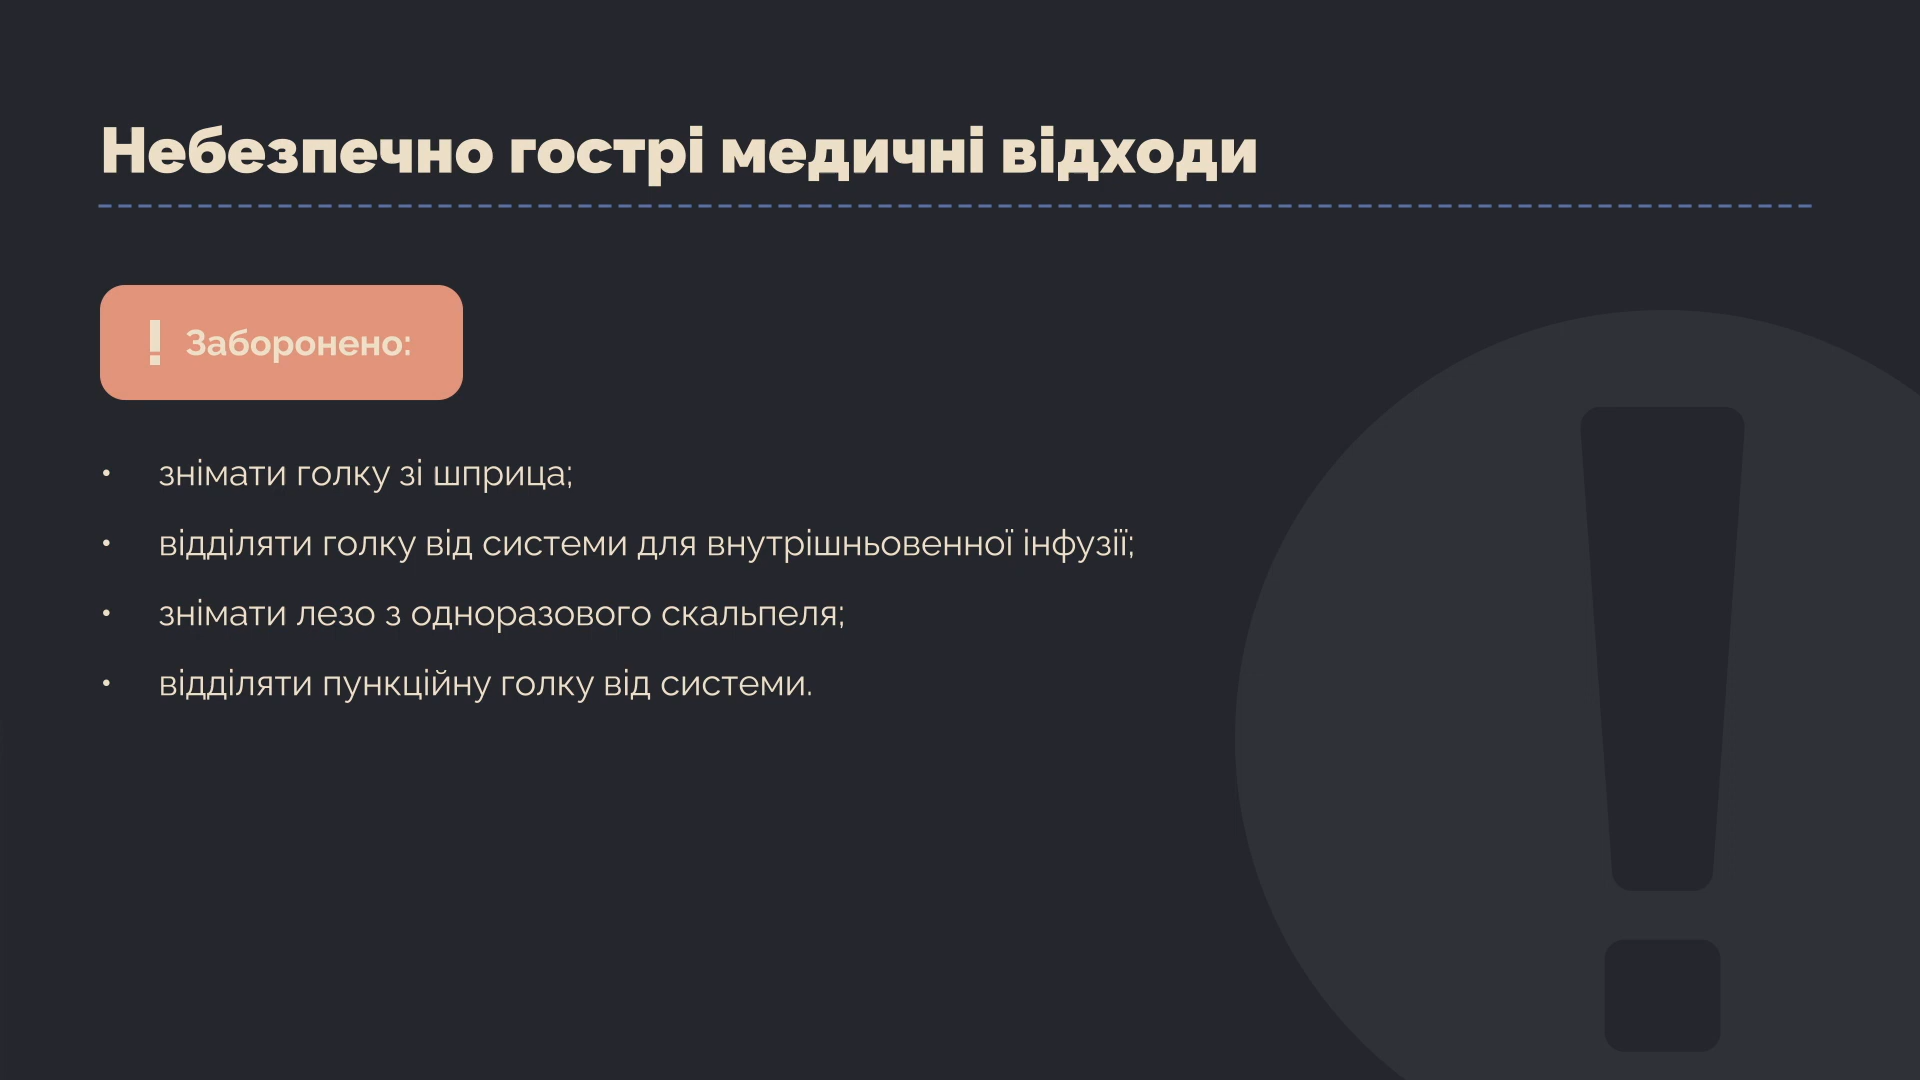 Небезпечно гострі медичні відходи
! Заборонено:
• знімати голку зі шприца;
• відділяти голку від системи для внутрішньовенної інфузії;
• знімати лезо з одноразового скальпеля;
• відділяти пункційну голку від системи.